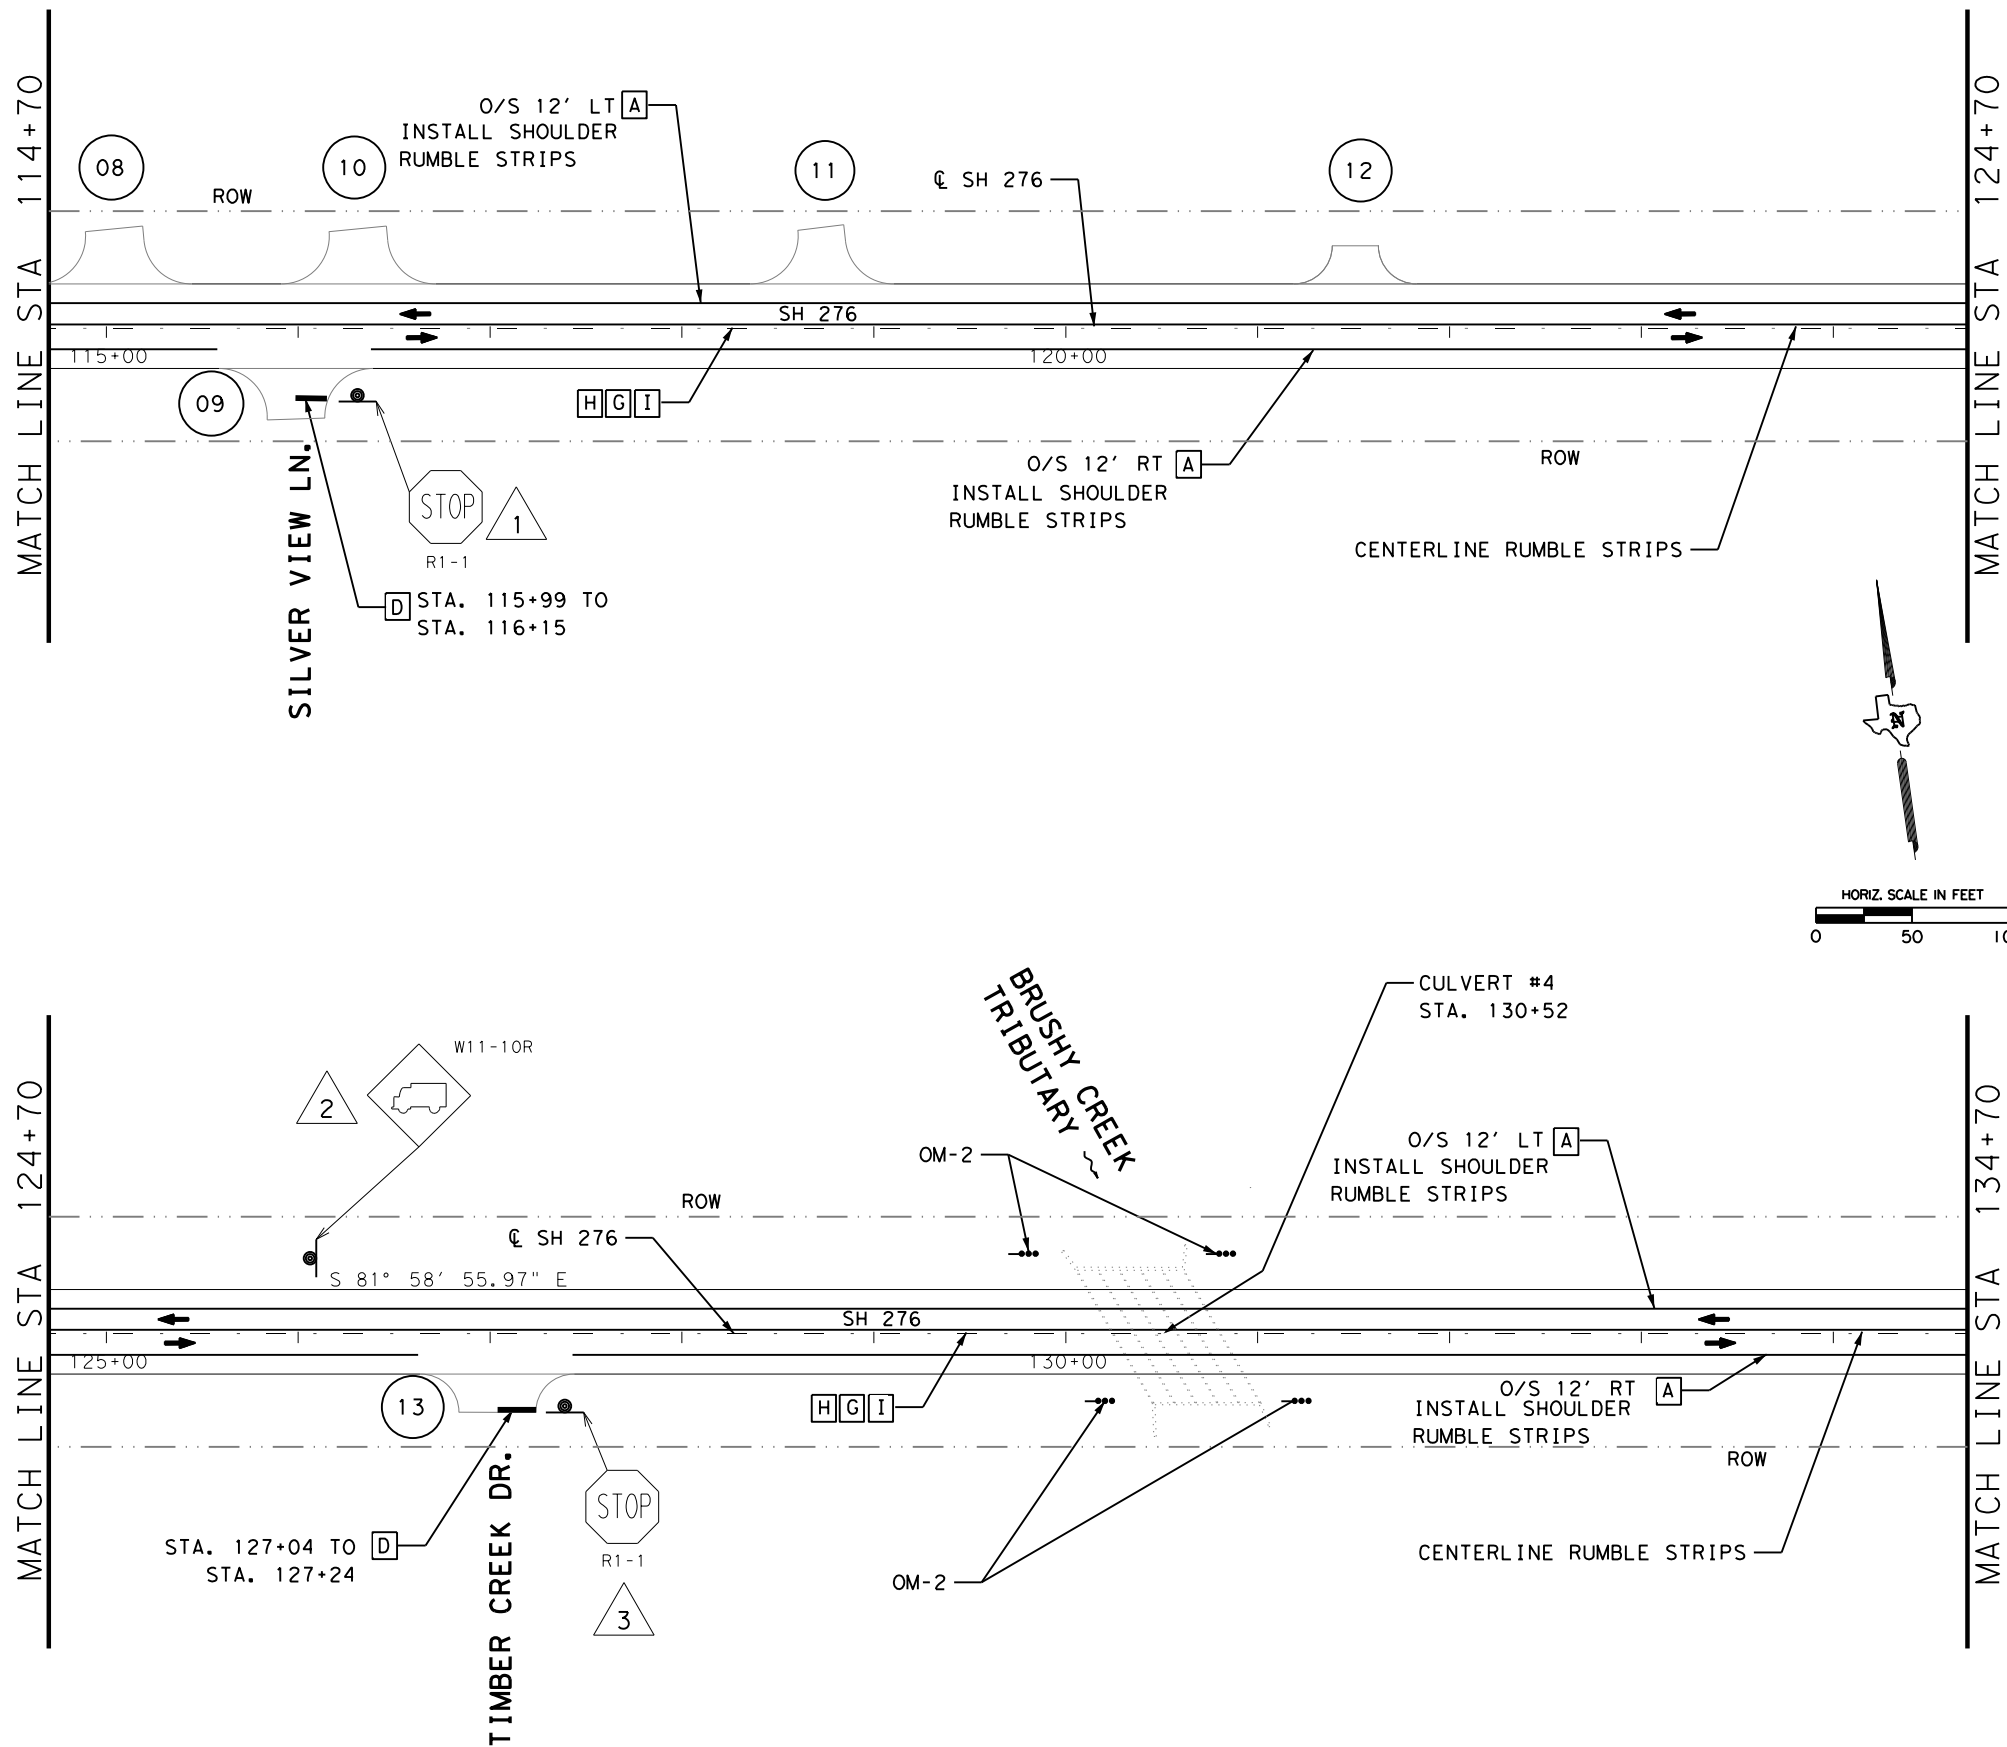 MATCH LINE STA 114+70
08
ROW
10
O/S 12' LT A
INSTALL SHOULDER
RUMBLE STRIPS
11
℄ SH 276
12
MATCH LINE STA 124+70
SH 276
115+00
120+00
09
H G I
SILVER VIEW LN.
STOP
R1-1
1
D STA. 115+99 TO
STA. 116+15
O/S 12' RT A
INSTALL SHOULDER
RUMBLE STRIPS
ROW
CENTERLINE RUMBLE STRIPS
N
HORIZ. SCALE IN FEET
0 50
MATCH LINE STA 124+70
2
W11-10R
BRUSHY CREEK
TRIBUTARY
CULVERT #4
STA. 130+52
MATCH LINE STA 134+70
OM-2
O/S 12' LT A
INSTALL SHOULDER
RUMBLE STRIPS
ROW
℄ SH 276
S 81° 58' 55.97" E
SH 276
125+00
130+00
13
H G I
O/S 12' RT A
INSTALL SHOULDER
RUMBLE STRIPS
ROW
STA. 127+04 TO D
STA. 127+24
TIMBER CREEK DR.
STOP
R1-1
3
OM-2
CENTERLINE RUMBLE STRIPS